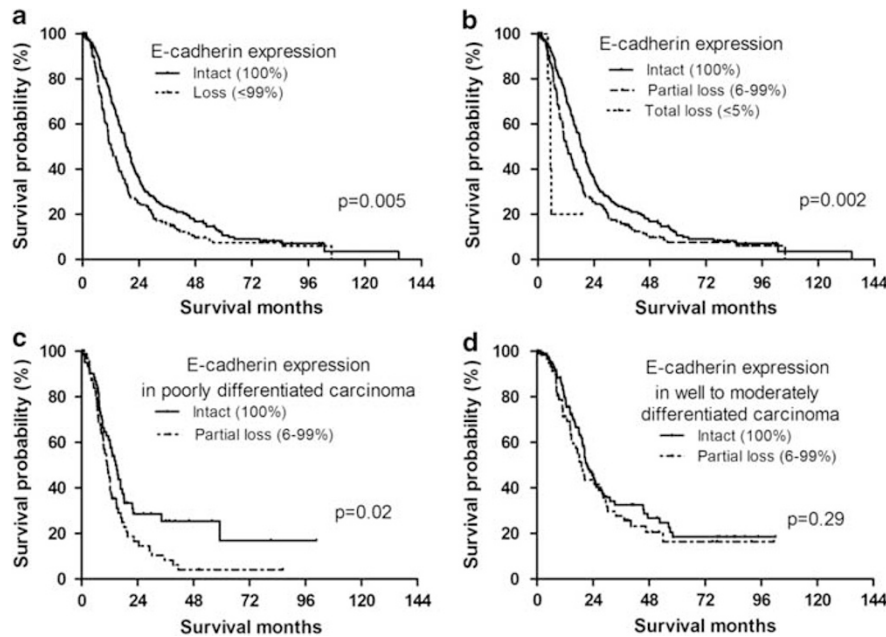 a
E-cadherin expression
Intact (100%)
Loss (≤99%)
p=0.005
Survival probability (%)
100
80
60
40
20
0
0 24 48 72 96 120 144
Survival months
b
E-cadherin expression
Intact (100%)
Partial loss (6-99%)
Total loss (≤5%)
p=0.002
Survival probability (%)
100
80
60
40
20
0
0 24 48 72 96 120 144
Survival months
c
E-cadherin expression
in poorly differentiated carcinoma
Intact (100%)
Partial loss (6-99%)
p=0.02
Survival probability (%)
100
80
60
40
20
0
0 24 48 72 96 120 144
Survival months
d
E-cadherin expression
in well to moderately
differentiated carcinoma
Intact (100%)
Partial loss (6-99%)
p=0.29
Survival probability (%)
100
80
60
40
20
0
0 24 48 72 96 120 144
Survival months